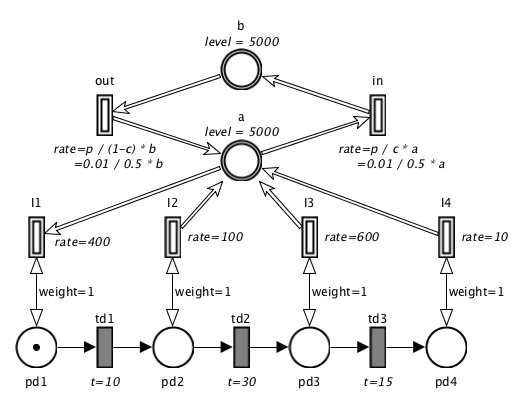 b
level = 5000
out
in
a
level = 5000
rate=p / (1-c) * b
=0.01 / 0.5 * b
rate=p / c * a
=0.01 / 0.5 * a
I1
I2
I3
I4
rate=400
rate=100
rate=600
rate=10
weight=1
weight=1
weight=1
weight=1
td1
td2
td3
pd1
t=10
pd2
t=30
pd3
t=15
pd4